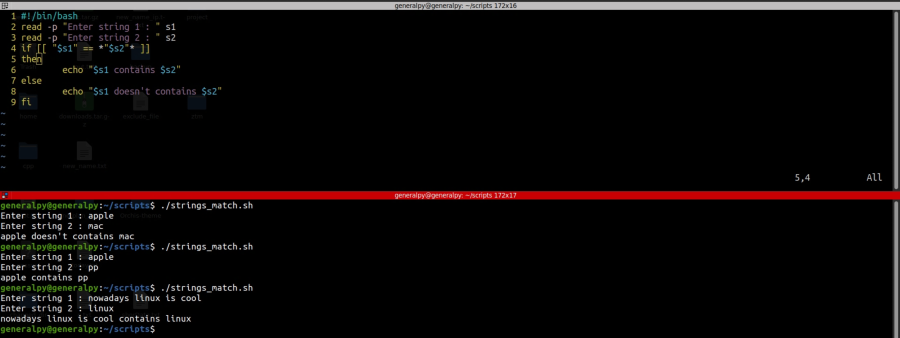 generalpy@generalpy: ~/scripts 172x16
1 #!/bin/bash
2 read -p "Enter string 1 : " s1
3 read -p "Enter string 2 : " s2
4 if [[ "$s1" == *"$s2"* ]]
5 then
6 echo "$s1 contains $s2"
7 else
8 echo "$s1 doesn't contains $s2"
9 fi
~
~
~
~
~
~
5,4 All
generalpy@generalpy: ~/scripts 172x17
generalpy@generalpy:~/scripts$ ./strings_match.sh
Enter string 1 : apple
Enter string 2 : mac
apple doesn't contains mac
generalpy@generalpy:~/scripts$ ./strings_match.sh
Enter string 1 : apple
Enter string 2 : pp
apple contains pp
generalpy@generalpy:~/scripts$ ./strings_match.sh
Enter string 1 : nowadays linux is cool
Enter string 2 : linux
nowadays linux is cool contains linux
generalpy@generalpy:~/scripts$